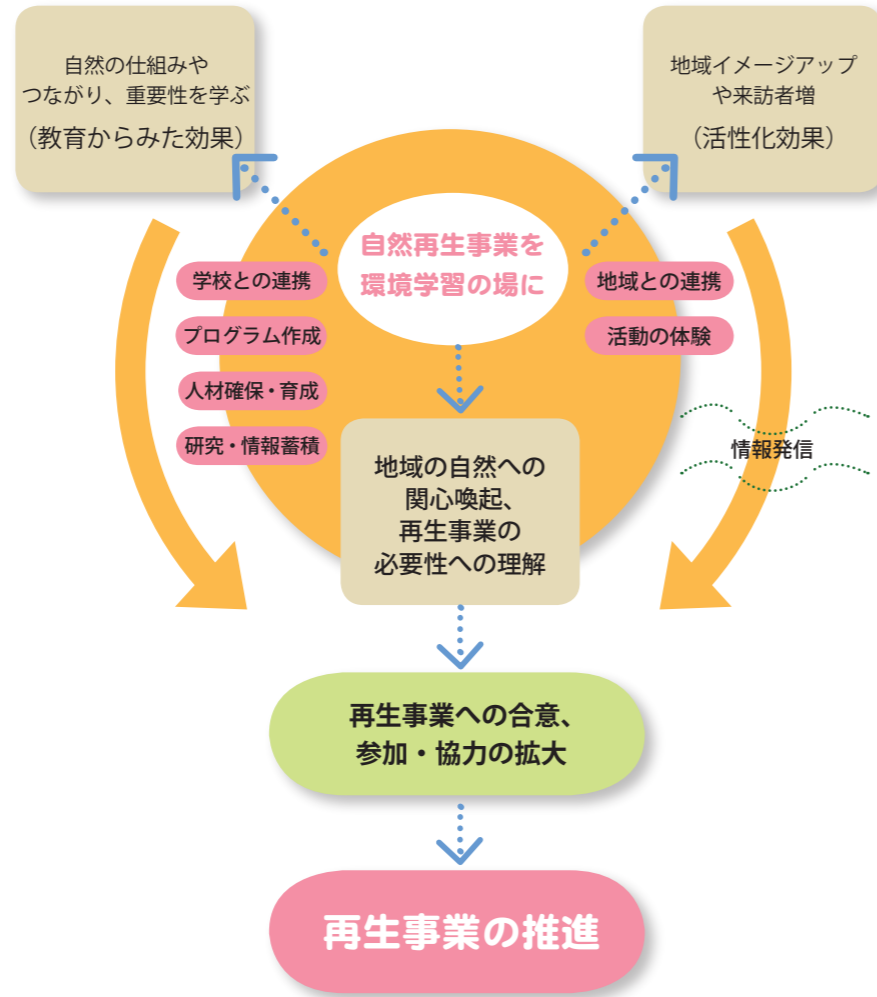 自然の仕組みや
つながり、重要性を学ぶ
（教育からみた効果）
地域イメージアップ
や来訪者増
（活性化効果）
自然再生事業を
環境学習の場に
学校との連携
プログラム作成
人材確保・育成
研究・情報蓄積
地域との連携
活動の体験
情報発信
地域の自然への
関心喚起、
再生事業の
必要性への理解
再生事業への合意、
参加・協力の拡大
再生事業の推進